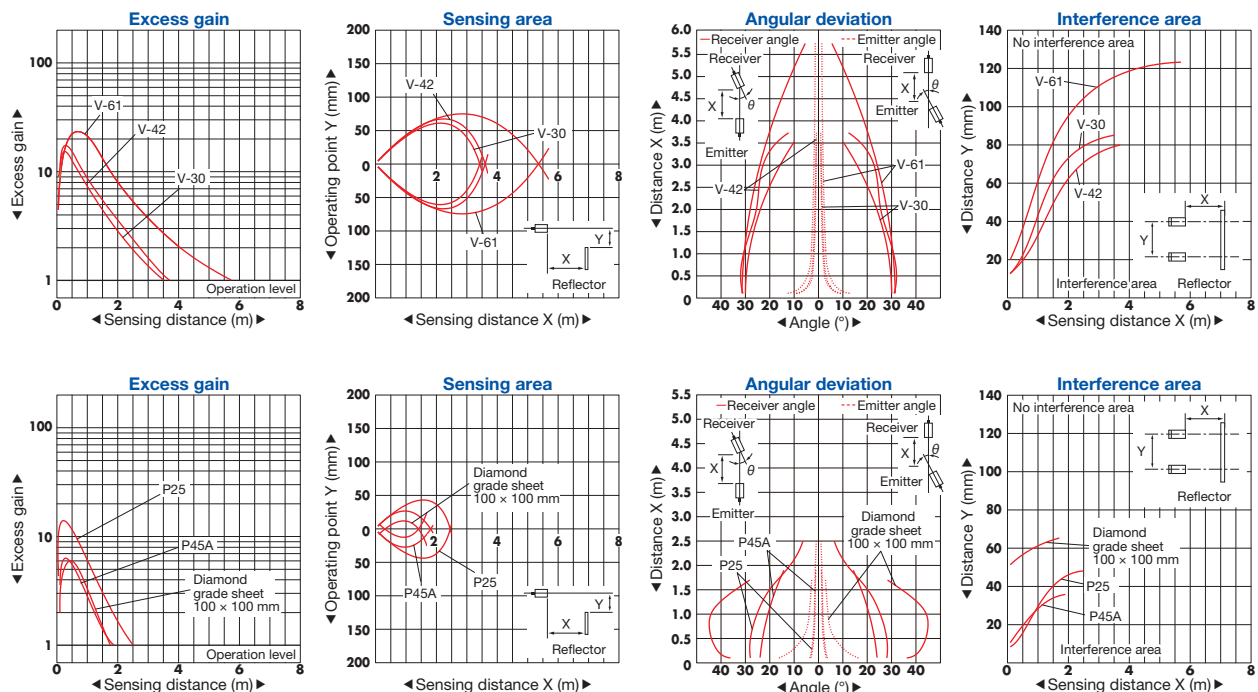 Excess gain
100
10
1
V-61
V-42
V-30
Operation level
0
2
4
6
8
◄Excess gain►
◄Sensing distance (m)►
Sensing area
200
150
100
50
0
50
100
150
200
V-42
V-30
V-61
2
4
6
8
X
Y
Reflector
◄Operating point Y (mm)►
◄Sensing distance X (m)►
Angular deviation
6.0
5.5
5.0
4.5
4.0
3.5
3.0
2.5
2.0
1.5
1.0
0.5
0
Receiver angle
Emitter angle
Receiver
X
θ
Emitter
Receiver
X
θ
Emitter
V-61
V-42
V-30
40 30 20 10 0 10 20 30 40
◄Distance X (m)►
◄Angle (°)►
Interference area
140
120
100
80
60
40
20
No interference area
V-61
V-30
V-42
X
Y
Interference area
Reflector
0
2
4
6
8
◄Distance Y (mm)►
◄Sensing distance X (m)►
Excess gain
100
10
1
P25
P45A
Diamond
grade sheet
100 × 100 mm
Operation level
0
2
4
6
8
◄Excess gain►
◄Sensing distance (m)►
Sensing area
200
150
100
50
0
50
100
150
200
Diamond
grade sheet
100 × 100 mm
2
4
6
8
P25
P45A
X
Y
Reflector
◄Operating point Y (mm)►
◄Sensing distance X (m)►
Angular deviation
5.5
5.0
4.5
4.0
3.5
3.0
2.5
2.0
1.5
1.0
0.5
0
Receiver angle
Emitter angle
Receiver
X
θ
Emitter
Receiver
X
θ
Emitter
Diamond
grade sheet
100 × 100 mm
P45A
P25
40 30 20 10 0 10 20 30 40
◄Distance X (m)►
◄Angle (°)►
Interference area
140
120
100
80
60
40
20
No interference area
X
Y
Reflector
Diamond
grade sheet
100 × 100 mm
P25
P45A
Interference area
0
2
4
6
8
◄Distance Y (mm)►
◄Sensing distance X (m)►